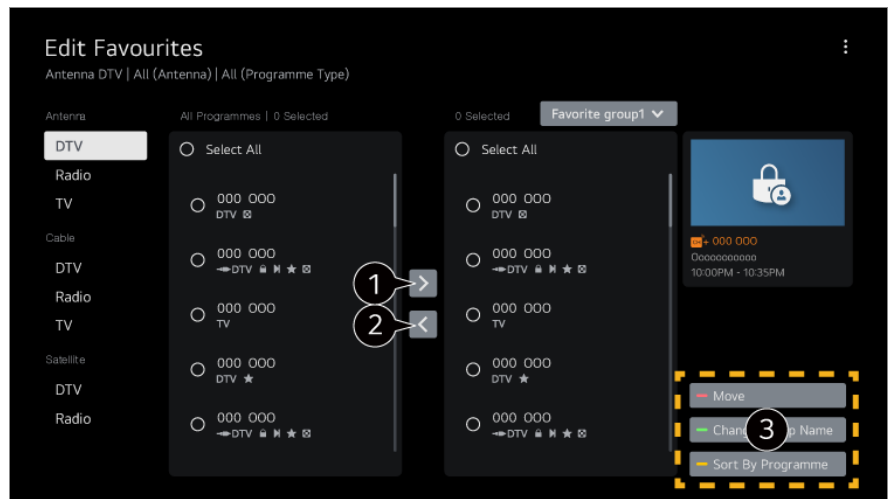 Edit Favourites
Antenna DTV | All (Antenna) | All (Programme Type)
Antenna
DTV
Radio
TV
Cable
DTV
Radio
TV
Satellite
DTV
Radio
All Programmes | 0 Selected
Select All
000 000
DTV
000 000
DTV
000 000
TV
000 000
DTV
000 000
DTV
1
2
0 Selected
Favorite group1
Select All
000 000
DTV
000 000
DTV
000 000
TV
000 000
DTV
000 000
DTV
+ 000 000
Ooooooooooo
10:00PM - 10:35PM
Move
3
Name
Sort By Programme